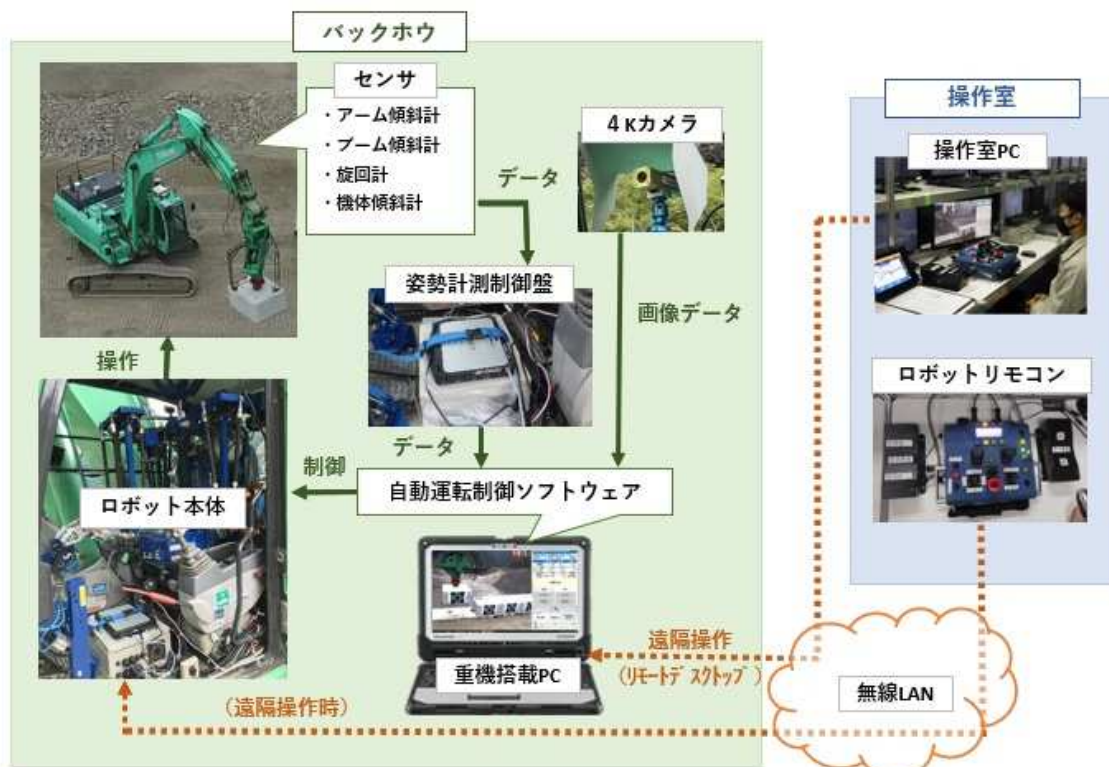 バックホウ
センサ
・アーム傾斜計
・ブーム傾斜計
・旋回計
・機体傾斜計
データ
4Kカメラ
姿勢計測制御盤
画像データ
操作
データ
制御
自動運転制御ソフトウェア
ロボット本体
重機搭載PC
遠隔操作
(リモートデスクトップ)
(遠隔操作時)
無線LAN
操作室
操作室PC
ロボットリモコン